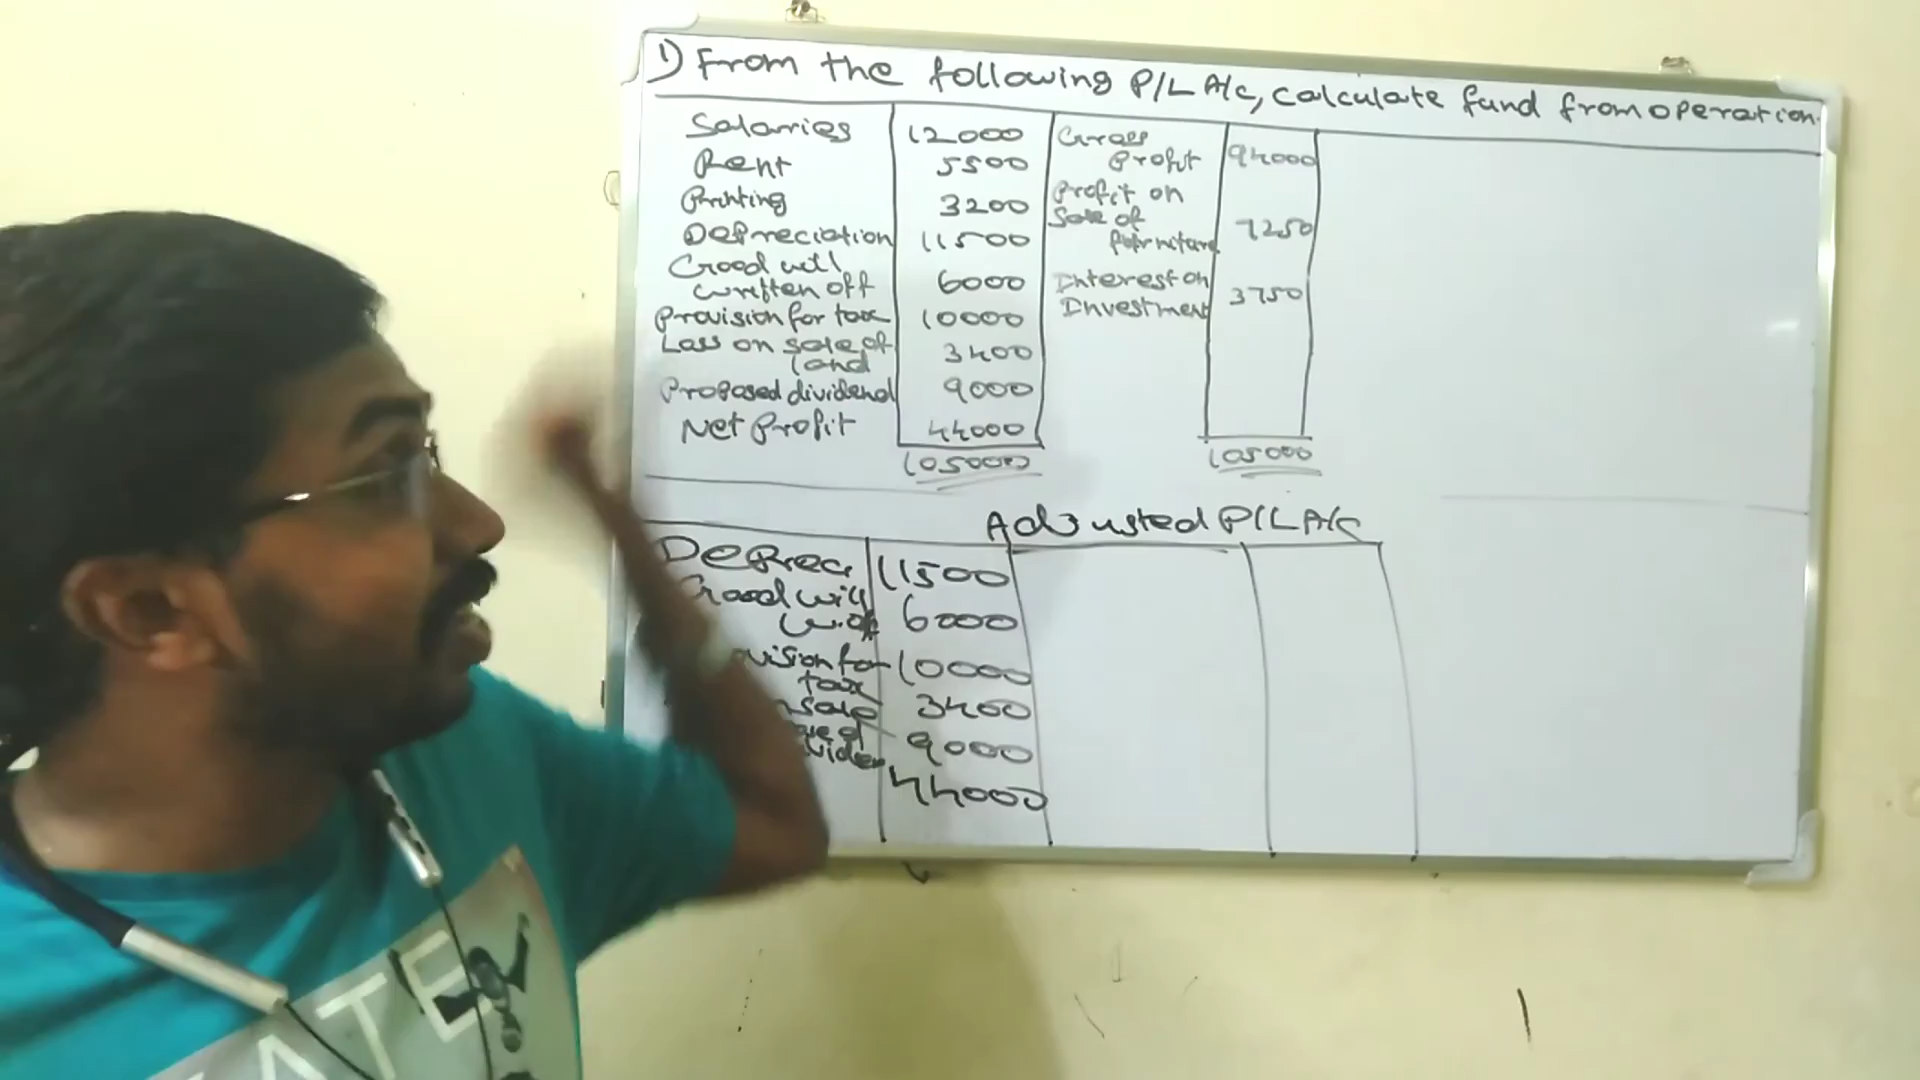 1) From the following P/L A/c, calculate fund from operation.
Salaries 12000
Rent 5500
Printing 3200
Depreciation 11500
Good will
written off 6000
Provision for tax 10000
Loss on sale of
land 3400
Proposed dividend 9000
Net Profit 44000
105000
Gross
Profit 94000
Profit on
Sale of
furniture 7250
Interest on
Investment 3750
105000
Adjusted P/L A/c
Deprec 11500
Good will
w.off 6000
vision for
tax 10000
sale 3400
9000
44000
ATE